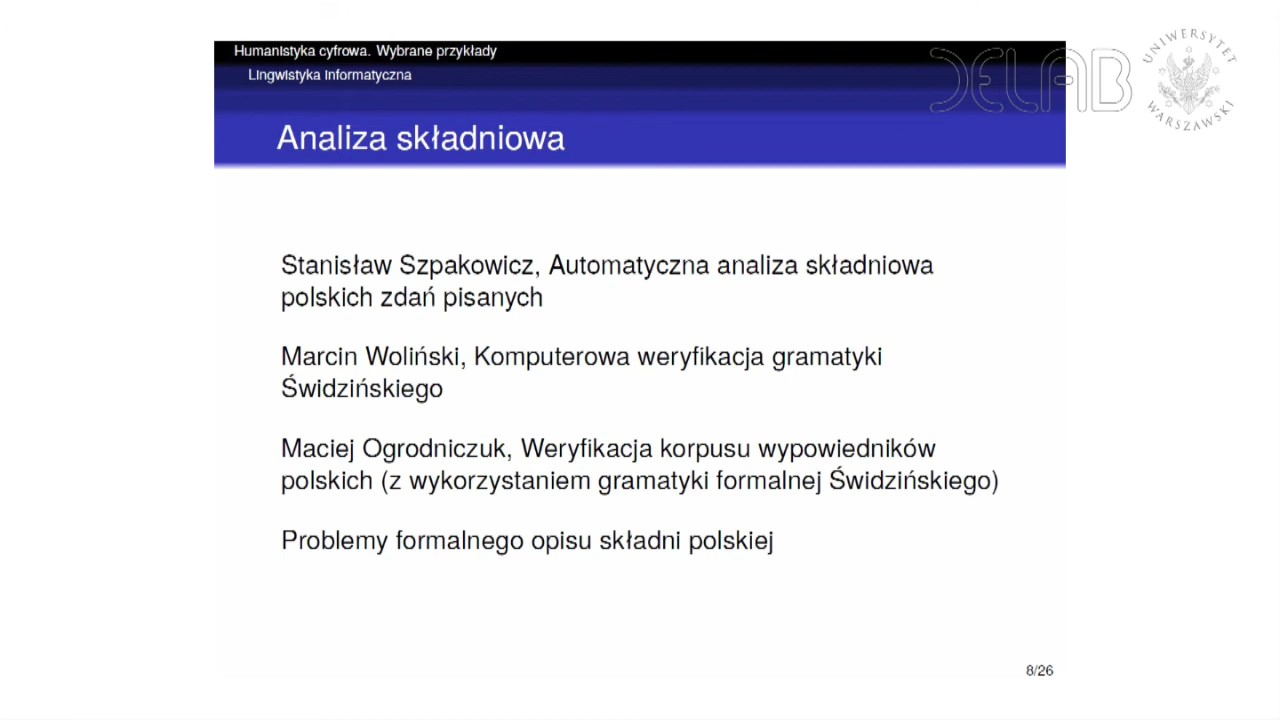 Humanistyka cyfrowa. Wybrane przykłady
Lingwistyka informatyczna
DELAB
UNIWERSYTET
WARSZAWSKI
Analiza składniowa
Stanisław Szpakowicz, Automatyczna analiza składniowa
polskich zdań pisanych
Marcin Woliński, Komputerowa weryfikacja gramatyki
Świdzińskiego
Maciej Ogrodniczuk, Weryfikacja korpusu wypowiedników
polskich (z wykorzystaniem gramatyki formalnej Świdzińskiego)
Problemy formalnego opisu składni polskiej
8/26